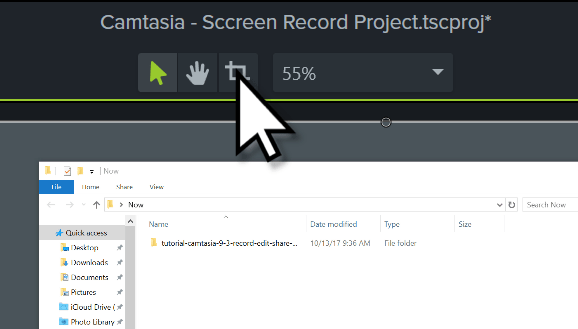 Camtasia - Sccreen Record Project.tscproj*
55%
Now
File Home Share View
Now Search Now
Name Date modified Type Size
Quick access
tutorial-camtasia-9-3-record-edit-share-... 10/13/17 9:36 AM File folder
Desktop
Downloads
Documents
Pictures
iCloud Drive (
Photo Library